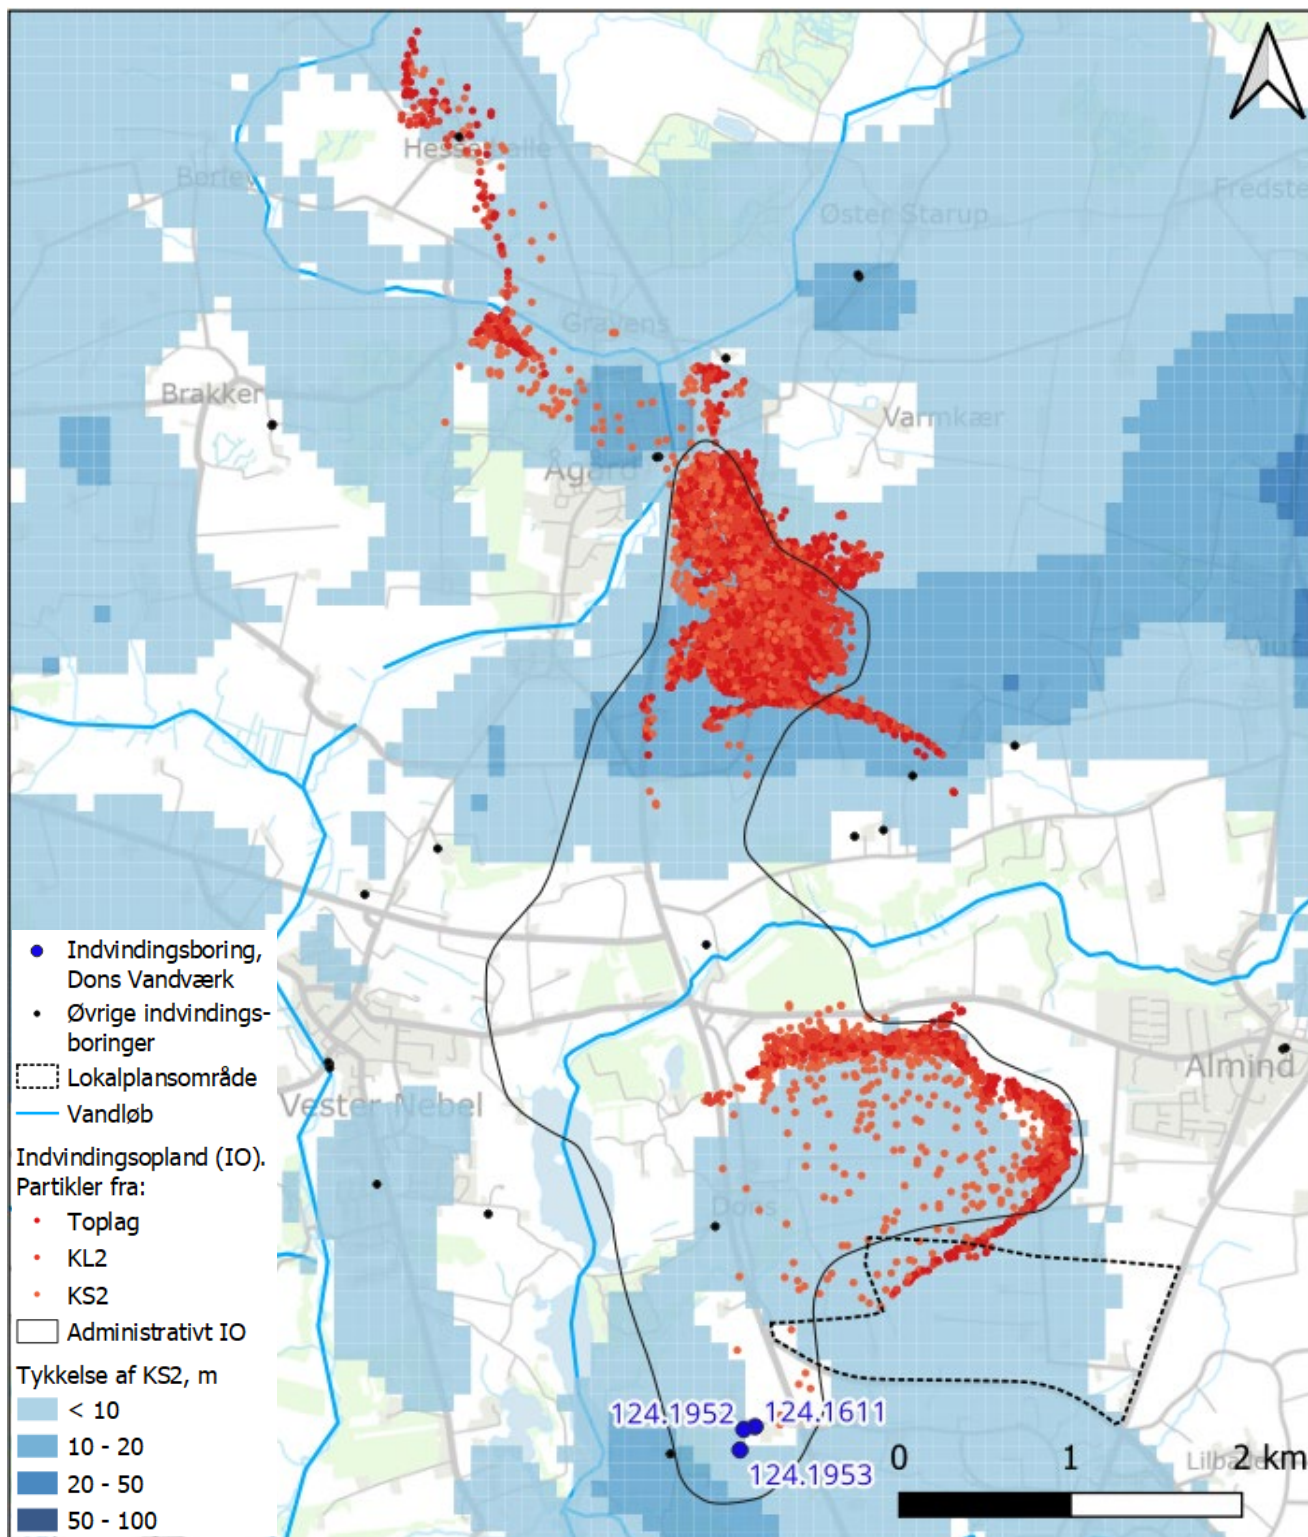 Hesselballe
Børlev
Fredste
Øster Starup
Gravens
Brakker
Varmkær
Ågård
Almind
Vester Nebel
Dons
124.1952
124.1611
124.1953
Lilballe
0 1 2 km
Indvindingsboring,
Dons Vandværk
Øvrige indvindings-
boringer
Lokalplansområde
Vandløb
Indvindingsopland (IO).
Partikler fra:
Toplag
KL2
KS2
Administrativt IO
Tykkelse af KS2, m
< 10
10 - 20
20 - 50
50 - 100